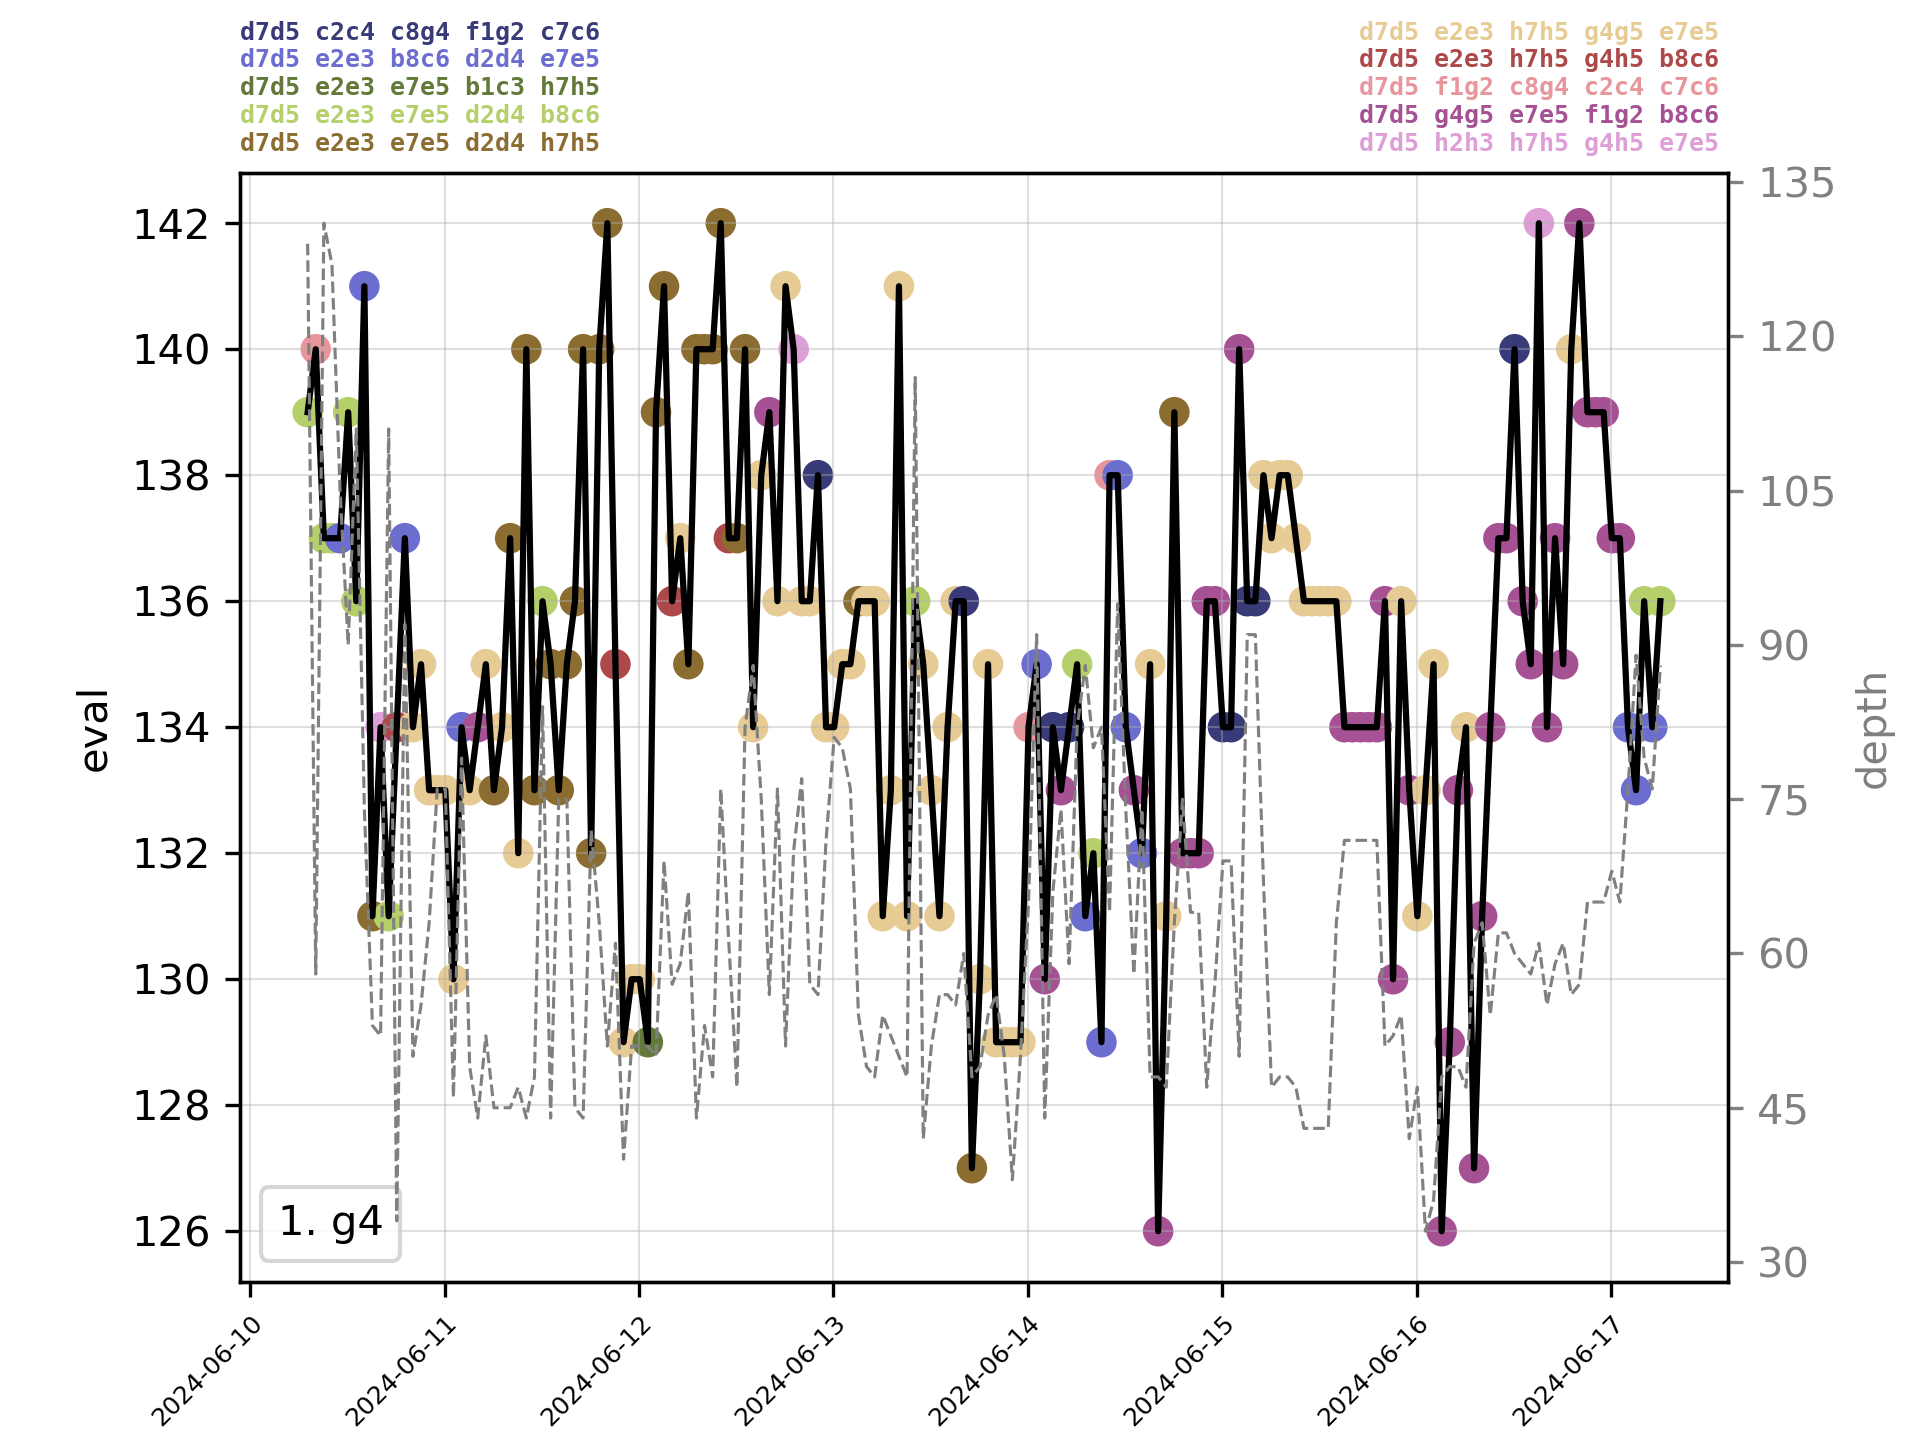 d7d5 c2c4 c8g4 f1g2 c7c6
d7d5 e2e3 b8c6 d2d4 e7e5
d7d5 e2e3 e7e5 b1c3 h7h5
d7d5 e2e3 e7e5 d2d4 b8c6
d7d5 e2e3 e7e5 d2d4 h7h5
d7d5 e2e3 h7h5 g4g5 e7e5
d7d5 e2e3 h7h5 g4h5 b8c6
d7d5 f1g2 c8g4 c2c4 c7c6
d7d5 g4g5 e7e5 f1g2 b8c6
d7d5 h2h3 h7h5 g4h5 e7e5
142
140
138
136
134
132
130
128
126
eval
135
120
105
90
75
60
45
30
depth
1. g4
2024-06-10
2024-06-11
2024-06-12
2024-06-13
2024-06-14
2024-06-15
2024-06-16
2024-06-17